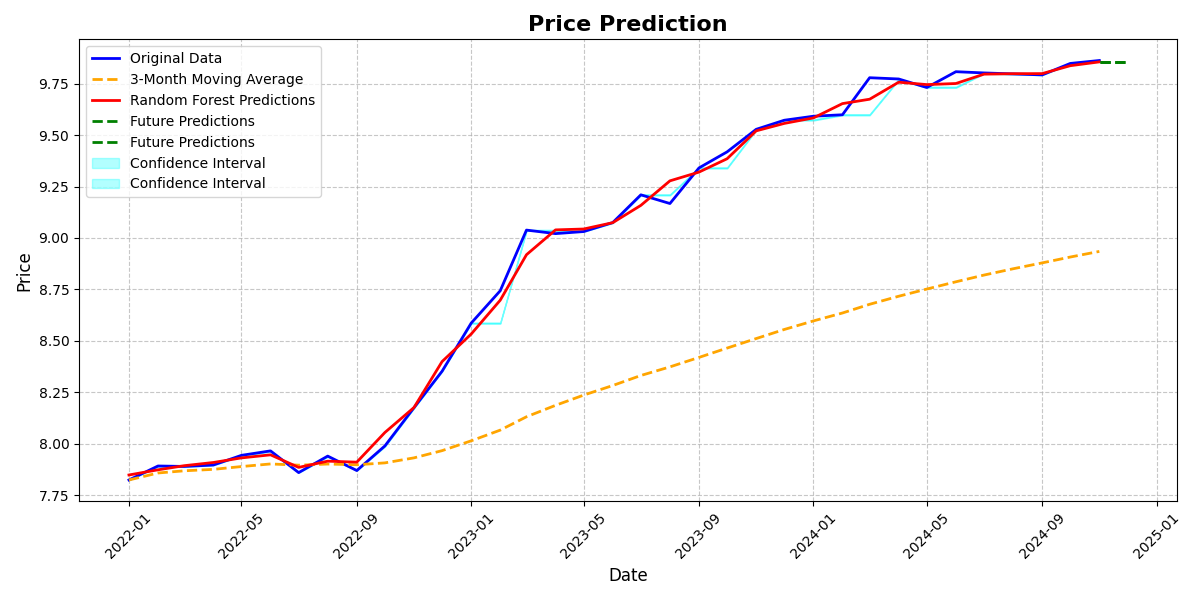 Price Prediction
Original Data
3-Month Moving Average
Random Forest Predictions
Future Predictions
Future Predictions
Confidence Interval
Confidence Interval
Price
9.75
9.50
9.25
9.00
8.75
8.50
8.25
8.00
7.75
2022-01
2022-05
2022-09
2023-01
2023-05
2023-09
2024-01
2024-05
2024-09
2025-01
Date